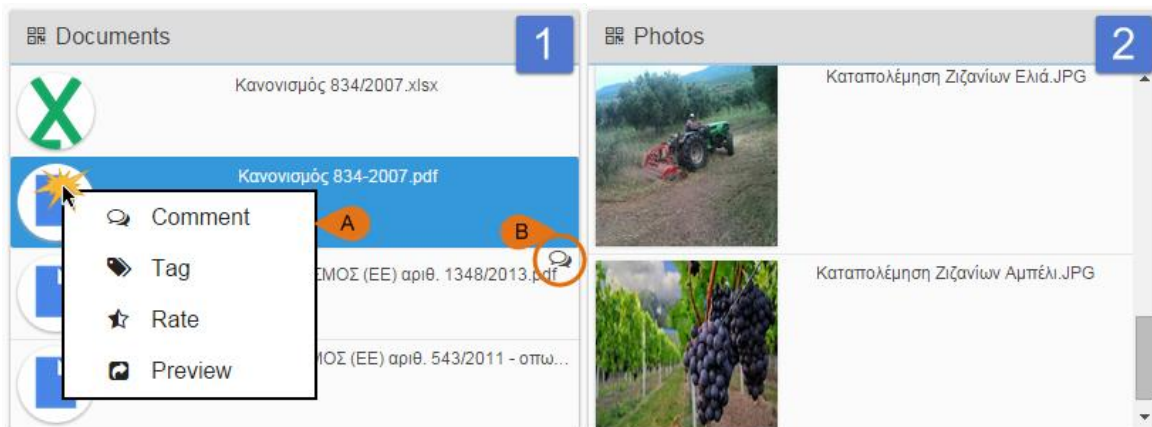 Documents
1
Κανονισμός 834/2007.xlsx
Κανονισμός 834-2007.pdf
Comment
Tag
Rate
Preview
A
B
ΣΜΟΣ (ΕΕ) αριθ. 1348/2013.pdf
ΜΟΣ (ΕΕ) αριθ. 543/2011 - οπω...
Photos
2
Καταπολέμηση Ζιζανίων Ελιά.JPG
Καταπολέμηση Ζιζανίων Αμπέλι.JPG